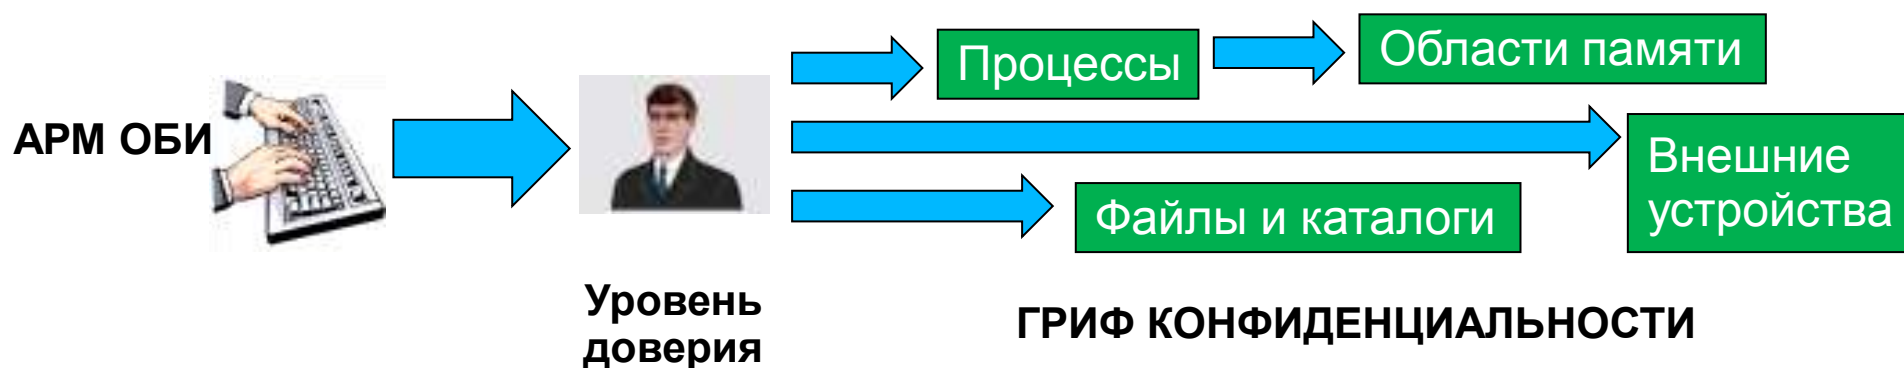 АРМ ОБИ
Процессы
Области памяти
Внешние
устройства
Файлы и каталоги
Уровень
доверия
ГРИФ КОНФИДЕНЦИАЛЬНОСТИ